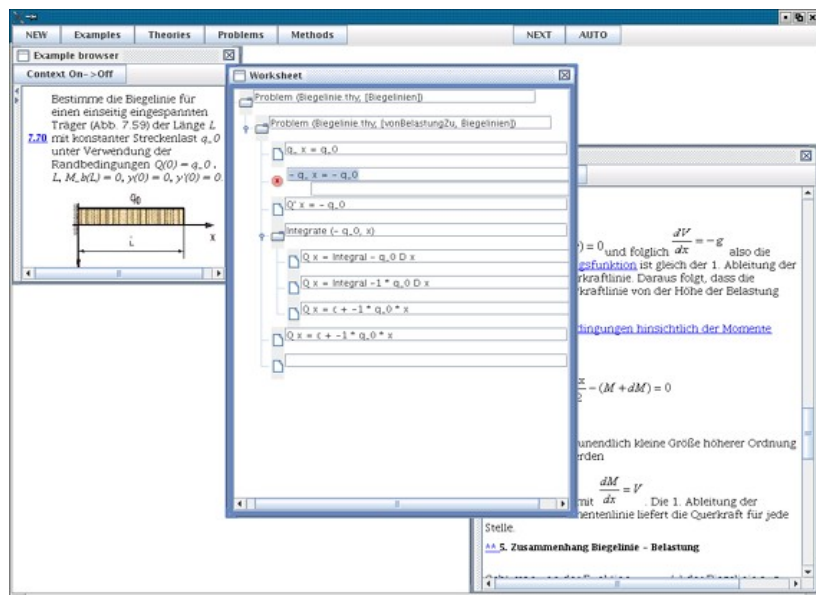 NEW Examples Theories Problems Methods NEXT AUTO
Example browser
Context On->Off
Bestimme die Biegelinie für
einen einseitig eingespannten
Träger (Abb. 7.59) der Länge L
7.70 mit konstanter Streckenlast q_0
unter Verwendung der
Randbedingungen Q(0) = q_0 .
L, M_b(L) = 0, y(0) = 0, y'(0) = 0.
q0
L
x
Worksheet
Problem (Biegelinie.thy, [Biegelinien])
Problem (Biegelinie.thy, [vonBelastungZu, Biegelinien])
q_ x = q_0
- q_ x = - q_0
Q' x = - q_0
Integrate (- q_0, x)
Q x = Integral - q_0 D x
Q x = Integral -1 * q_0 D x
Q x = c + -1 * q_0 * x
Q x = c + -1 * q_0 * x
) = 0 und folglich dV/dx = -g also die
gsfunktion ist gleich der 1. Ableitung der
rkraftlinie. Daraus folgt, dass die
kraftlinie von der Höhe der Belastung
dingungen hinsichtlich der Momente
x/2 - (M + dM) = 0
unendlich kleine Größe höherer Ordnung
erden
mit dM/dx = V . Die 1. Ableitung der
mentenlinie liefert die Querkraft für jede
Stelle.
^^ 5. Zusammenhang Biegelinie - Belastung